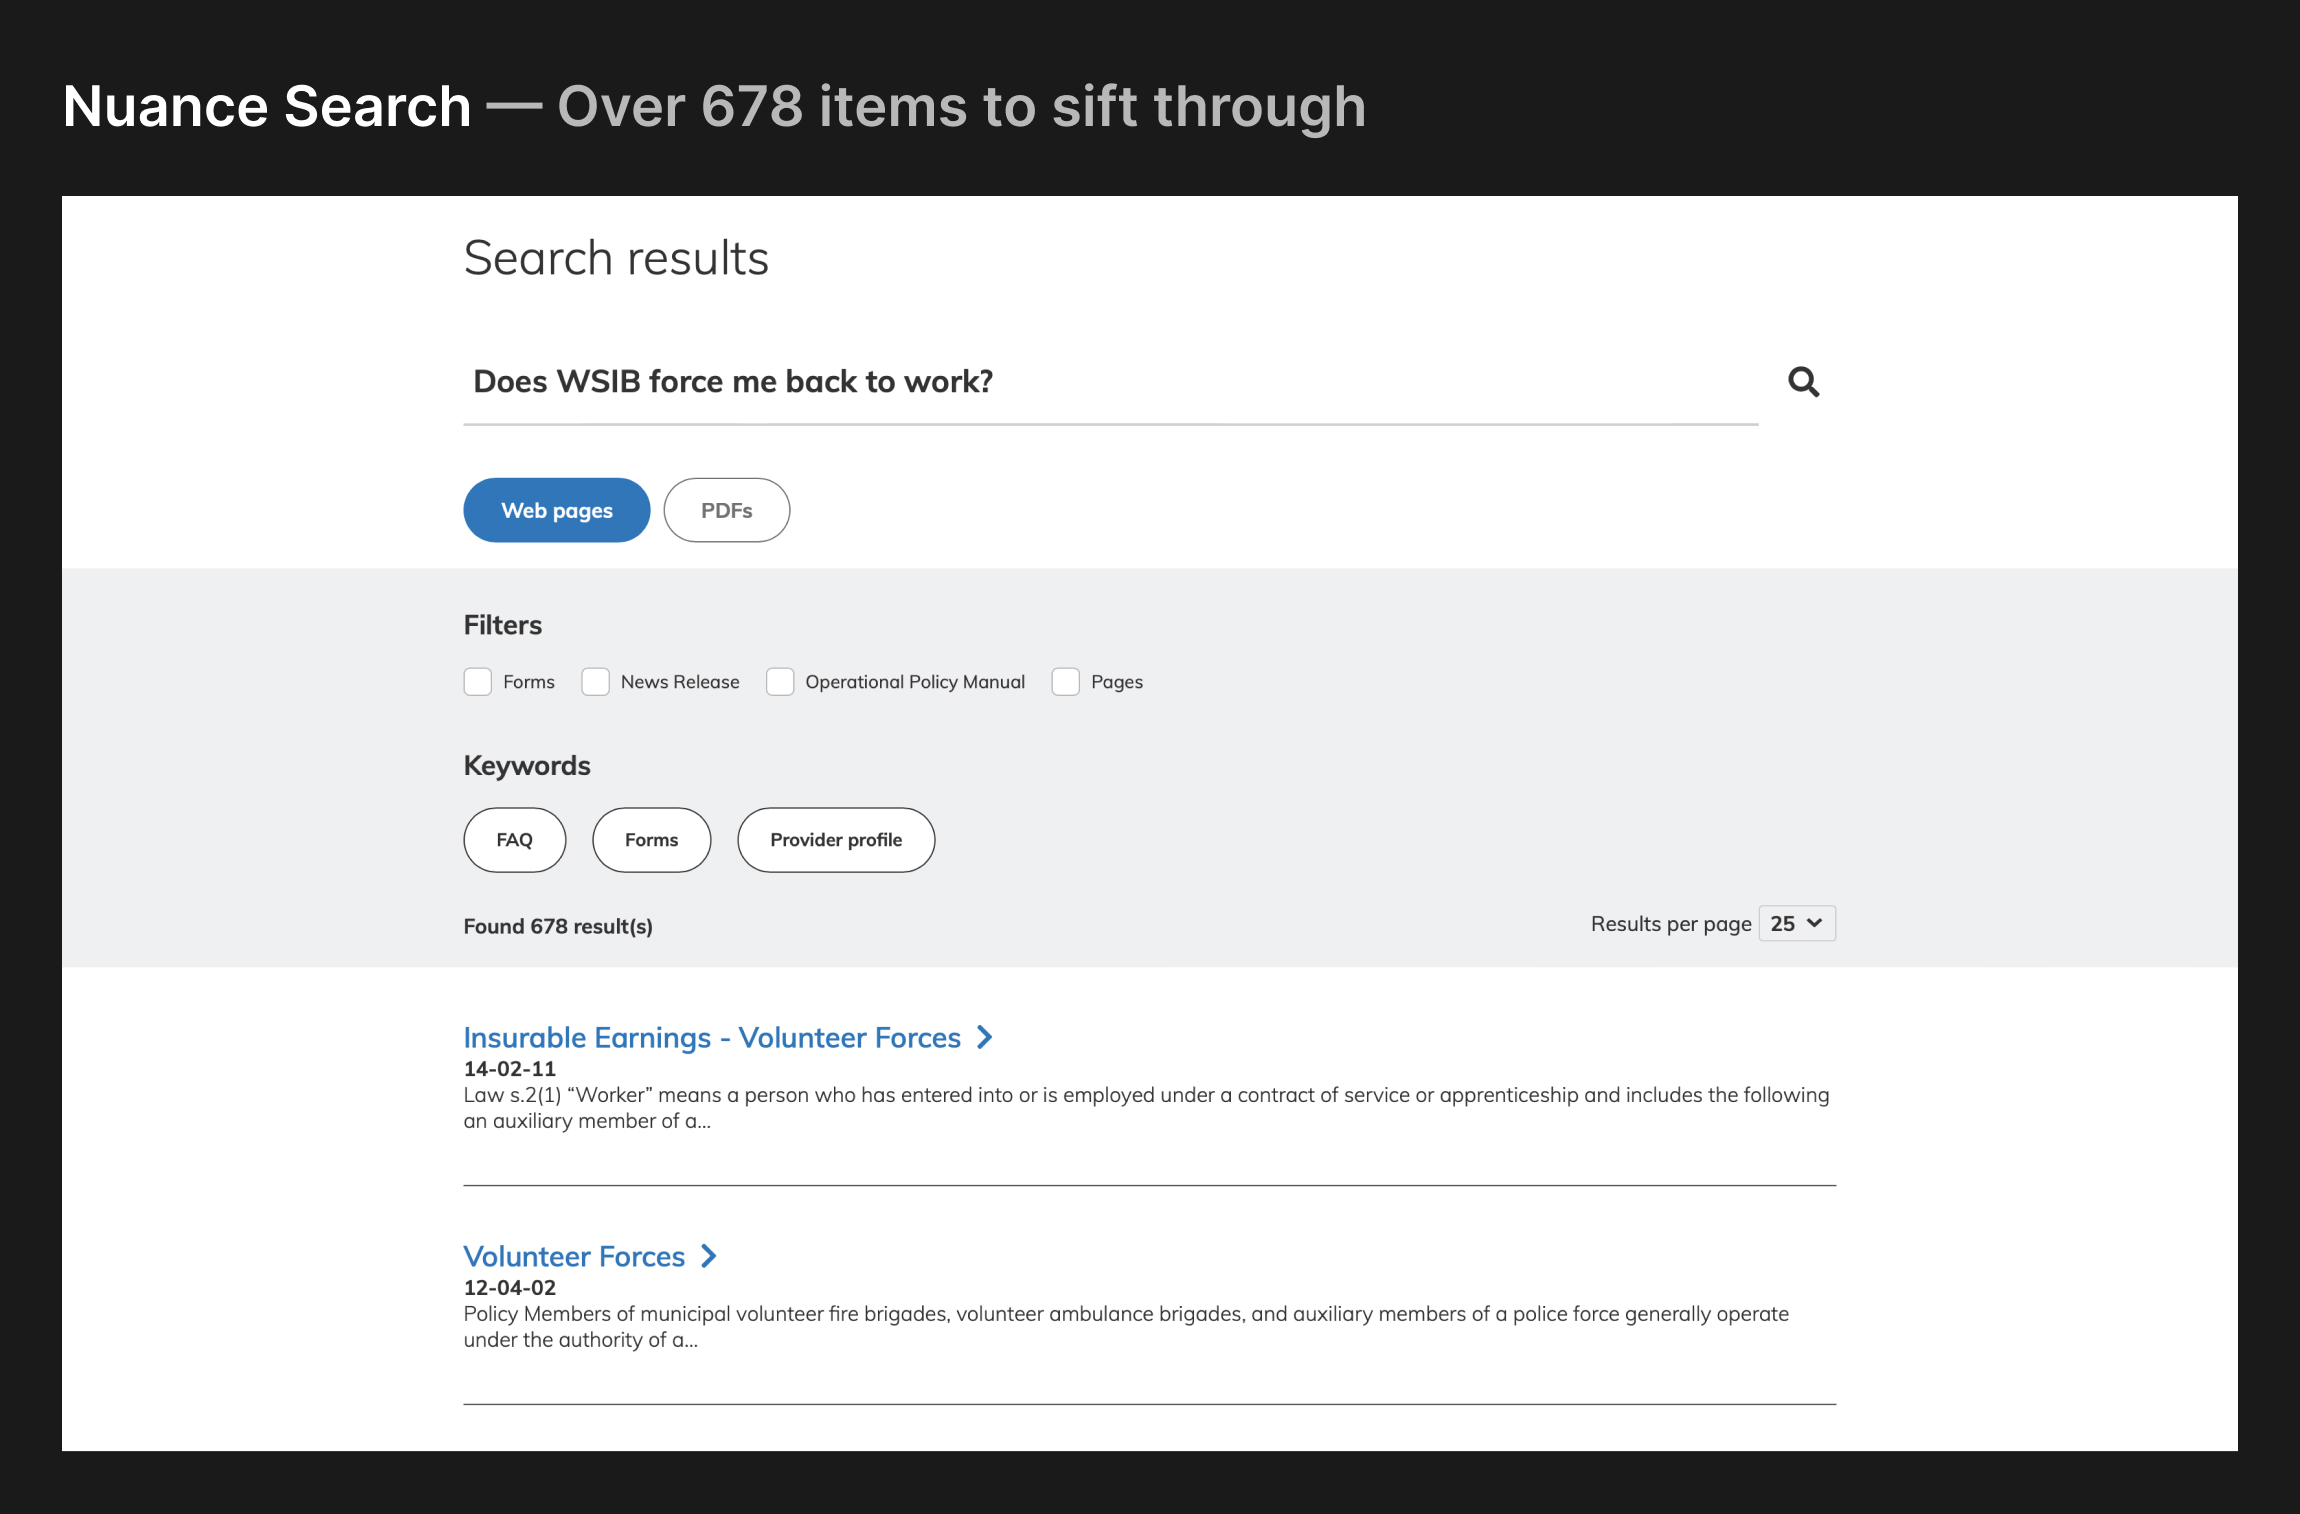 Nuance Search — Over 678 items to sift through
Search results
Does WSIB force me back to work?
Web pages PDFs
Filters
Forms News Release Operational Policy Manual Pages
Keywords
FAQ Forms Provider profile
Found 678 result(s) Results per page 25
Insurable Earnings - Volunteer Forces
14-02-11
Law s.2(1) “Worker” means a person who has entered into or is employed under a contract of service or apprenticeship and includes the following
an auxiliary member of a...
Volunteer Forces
12-04-02
Policy Members of municipal volunteer fire brigades, volunteer ambulance brigades, and auxiliary members of a police force generally operate
under the authority of a...